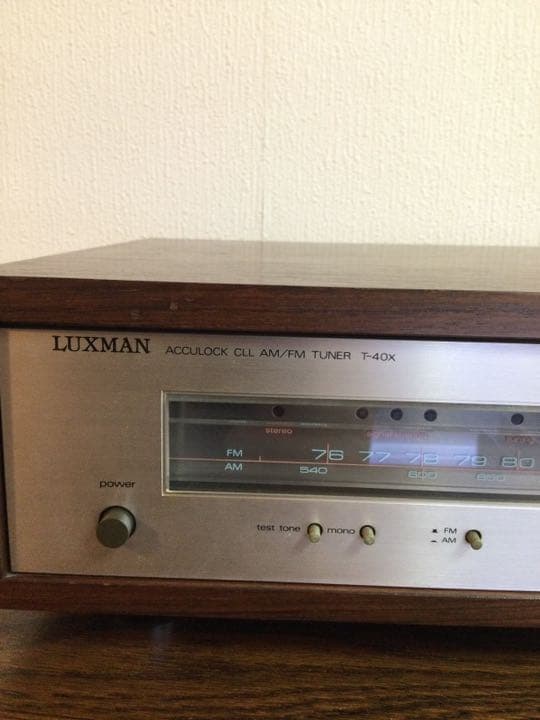 LUXMAN ACCULOCK CLL AM/FM TUNER T-40X
stereo
FM 76 77 78 79 80
AM 540 600 650
power
test tone mono FM
AM